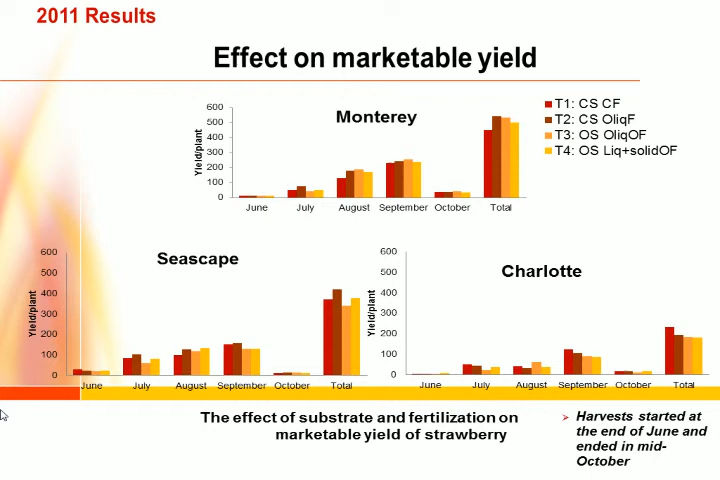 2011 Results
Effect on marketable yield
Monterey
Yield/plant
600
500
400
300
200
100
0
June July August September October Total
T1: CS CF
T2: CS OliqF
T3: OS OliqOF
T4: OS Liq+solidOF
Seascape
Yield/plant
600
500
400
300
200
100
0
June July August September October Total
Charlotte
Yield/plant
600
500
400
300
200
100
0
June July August September October Total
The effect of substrate and fertilization on
marketable yield of strawberry
Harvests started at
the end of June and
ended in mid-
October